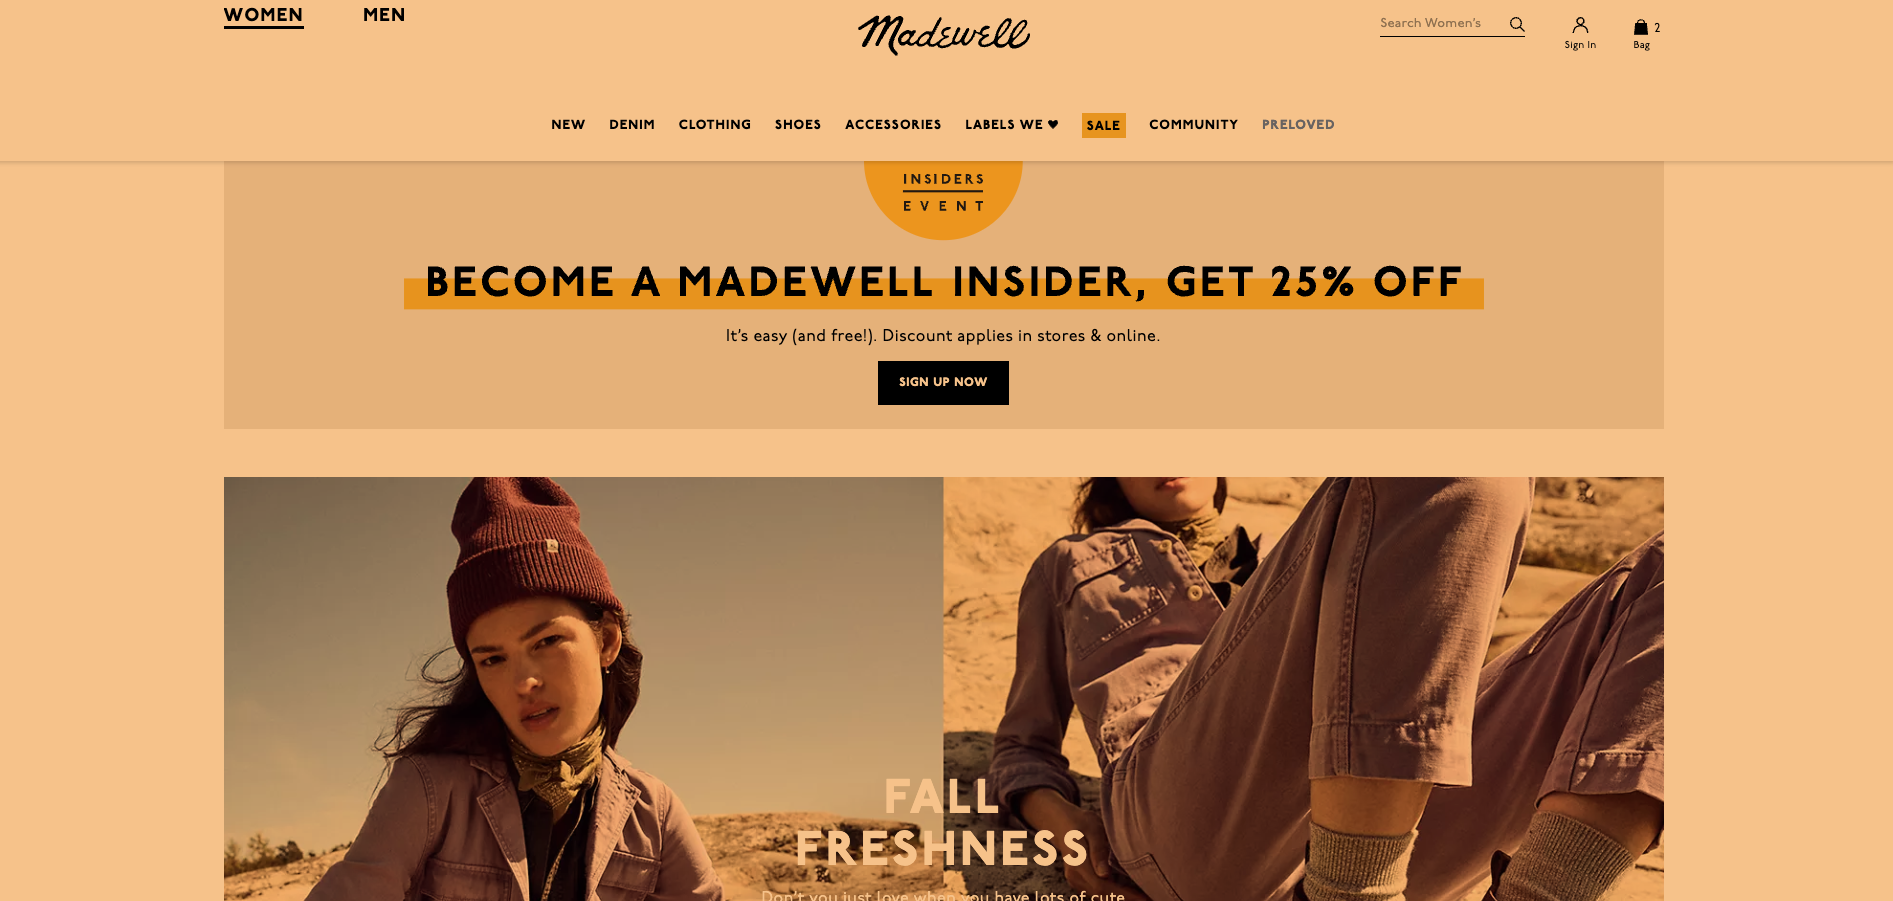 WOMEN MEN
Madewell
Search Women's
Sign In
2
Bag
NEW DENIM CLOTHING SHOES ACCESSORIES LABELS WE ♥ SALE COMMUNITY PRELOVED
INSIDERS
EVENT
BECOME A MADEWELL INSIDER, GET 25% OFF
It's easy (and free!). Discount applies in stores & online.
SIGN UP NOW
FALL
FRESHNESS
Don't you just love when you have lots of cute